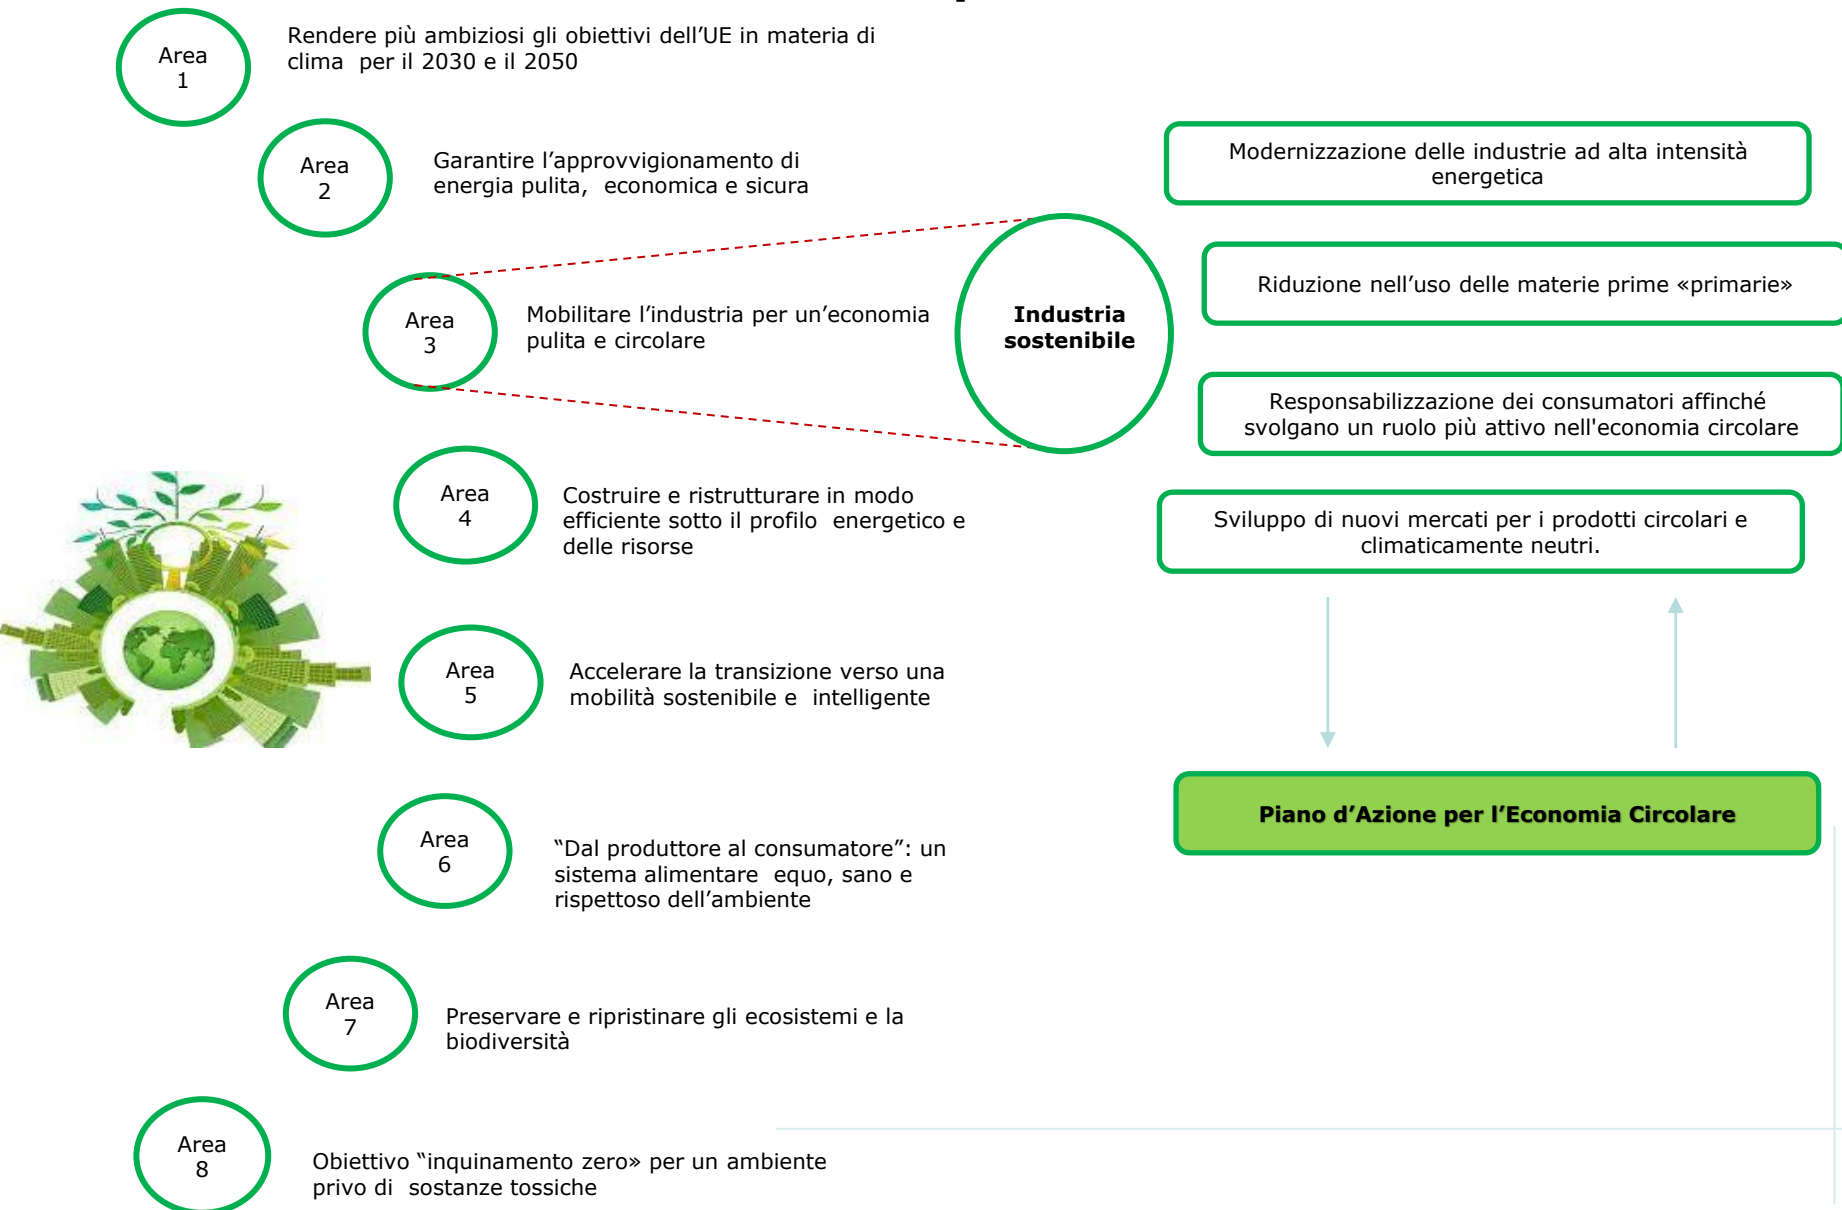 Area
1
Rendere più ambiziosi gli obiettivi dell’UE in materia di
clima per il 2030 e il 2050
Area
2
Garantire l’approvvigionamento di
energia pulita, economica e sicura
Area
3
Mobilitare l’industria per un’economia
pulita e circolare
Industria
sostenibile
Modernizzazione delle industrie ad alta intensità
energetica
Riduzione nell’uso delle materie prime «primarie»
Responsabilizzazione dei consumatori affinché
svolgano un ruolo più attivo nell'economia circolare
Sviluppo di nuovi mercati per i prodotti circolari e
climaticamente neutri.
Area
4
Costruire e ristrutturare in modo
efficiente sotto il profilo energetico e
delle risorse
Area
5
Accelerare la transizione verso una
mobilità sostenibile e intelligente
Piano d’Azione per l’Economia Circolare
Area
6
“Dal produttore al consumatore”: un
sistema alimentare equo, sano e
rispettoso dell’ambiente
Area
7
Preservare e ripristinare gli ecosistemi e la
biodiversità
Area
8
Obiettivo “inquinamento zero» per un ambiente
privo di sostanze tossiche